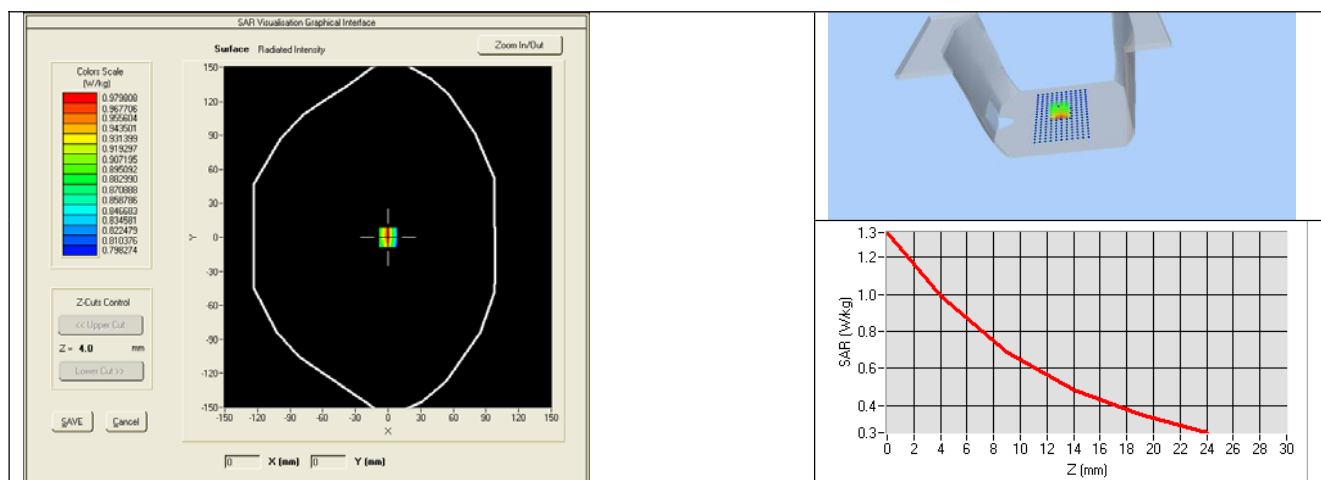 SAR Visualisation Graphical Interface
Surface Radiated Intensity
Zoom In/Out
Colors Scale
(W/kg)
0.979808
0.967706
0.955604
0.943501
0.931399
0.919297
0.907195
0.895092
0.882990
0.870888
0.858786
0.846683
0.834581
0.822479
0.810376
0.798274
Z-Cuts Control
<< Upper Cut
Z = 4.0 mm
Lower Cut >>
SAVE Cancel
Y
150
120
90
60
30
0
-30
-60
-90
-120
-150
-150 -120 -90 -60 -30 0 30 60 90 120 150
X
0 X (mm) 0 Y (mm)
SAR (W/kg)
1.3
1.2
1.0
0.8
0.6
0.4
0.3
0 2 4 6 8 10 12 14 16 18 20 22 24 26 28 30
Z (mm)